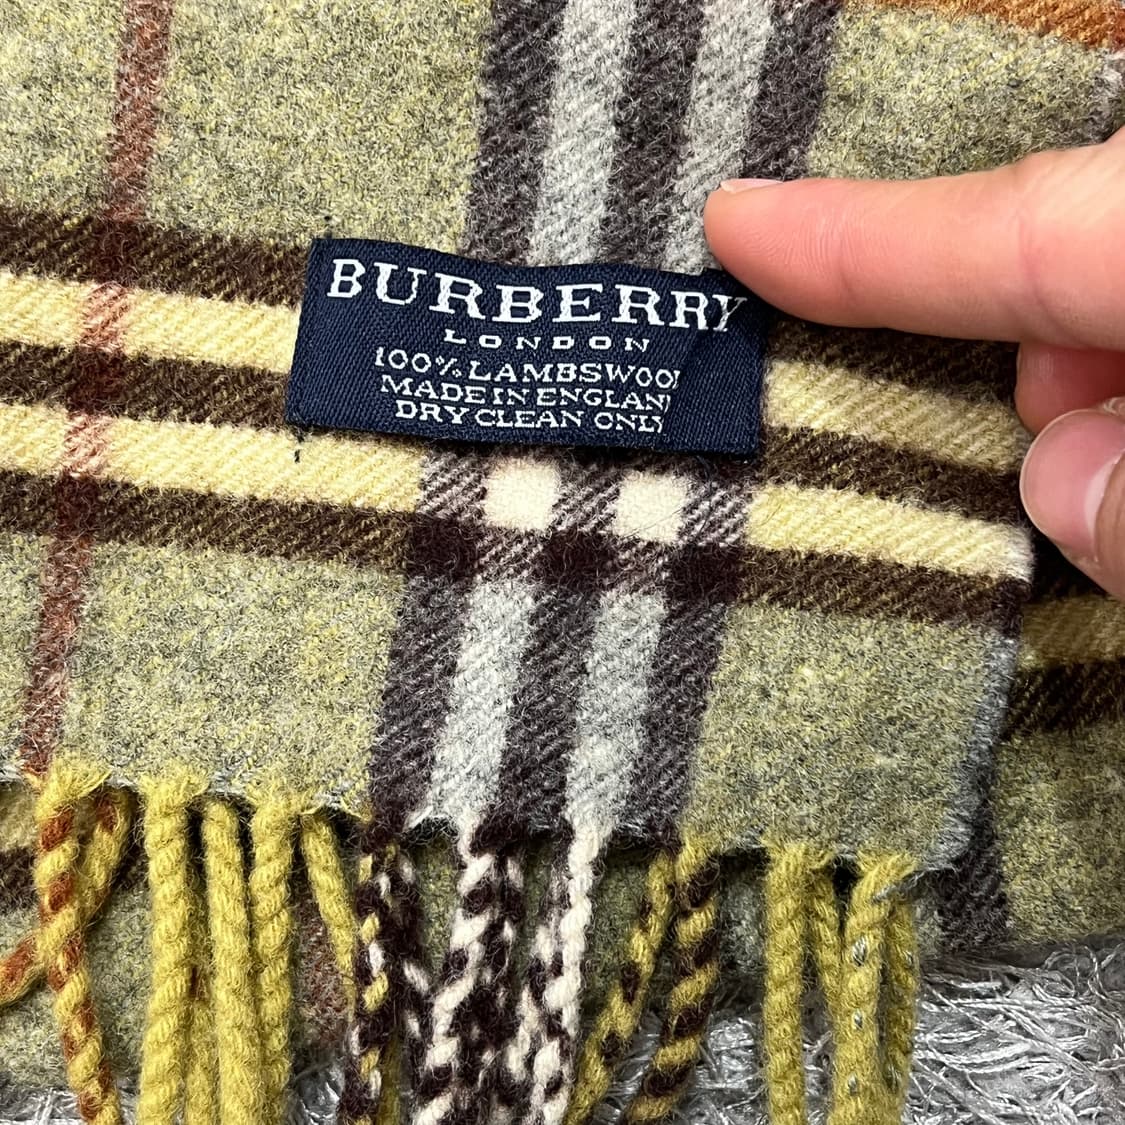 BURBERRY
LONDON
100% LAMBSWOOL
MADE IN ENGLAND
DRY CLEAN ONLY